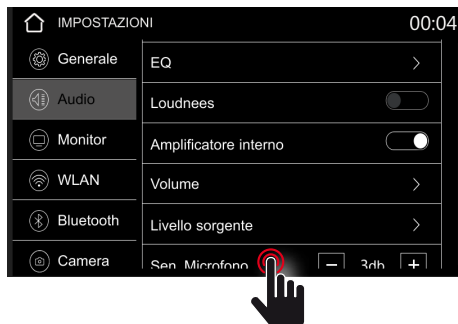 IMPOSTAZIONI 00:04
Generale
EQ
Audio
Loudnees
Monitor
Amplificatore interno
WLAN
Volume
Bluetooth
Livello sorgente
Camera
Sen. Microfono 3db